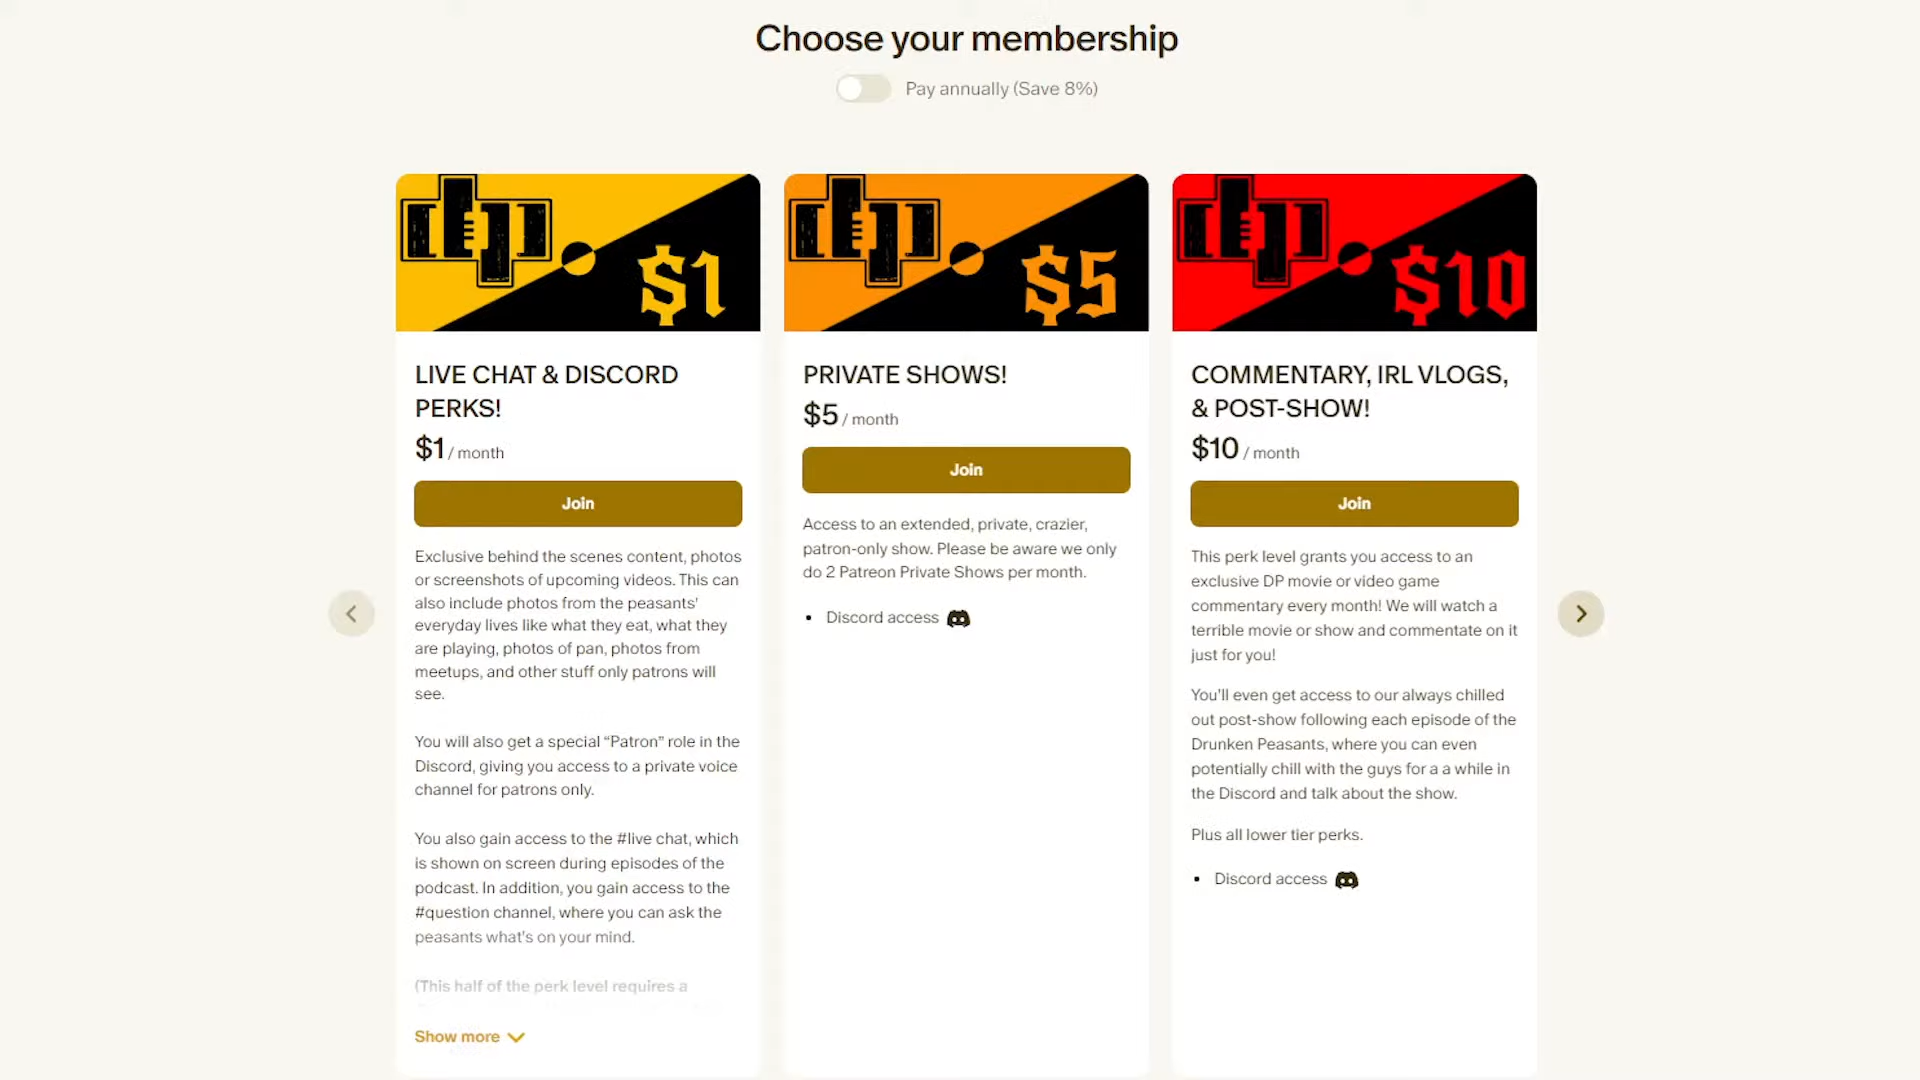 Choose your membership
Pay annually (Save 8%)
$1
LIVE CHAT & DISCORD
PERKS!
$1 / month
Join
Exclusive behind the scenes content, photos
or screenshots of upcoming videos. This can
also include photos from the peasants'
everyday lives like what they eat, what they
are playing, photos of pan, photos from
meetups, and other stuff only patrons will
see.
You will also get a special “Patron” role in the
Discord, giving you access to a private voice
channel for patrons only.
You also gain access to the #live chat, which
is shown on screen during episodes of the
podcast. In addition, you gain access to the
#question channel, where you can ask the
peasants what's on your mind.
(This half of the perk level requires a
Show more
$5
PRIVATE SHOWS!
$5 / month
Join
Access to an extended, private, crazier,
patron-only show. Please be aware we only
do 2 Patreon Private Shows per month.
• Discord access
$10
COMMENTARY, IRL VLOGS,
& POST-SHOW!
$10 / month
Join
This perk level grants you access to an
exclusive DP movie or video game
commentary every month! We will watch a
terrible movie or show and commentate on it
just for you!
You'll even get access to our always chilled
out post-show following each episode of the
Drunken Peasants, where you can even
potentially chill with the guys for a a while in
the Discord and talk about the show.
Plus all lower tier perks.
• Discord access